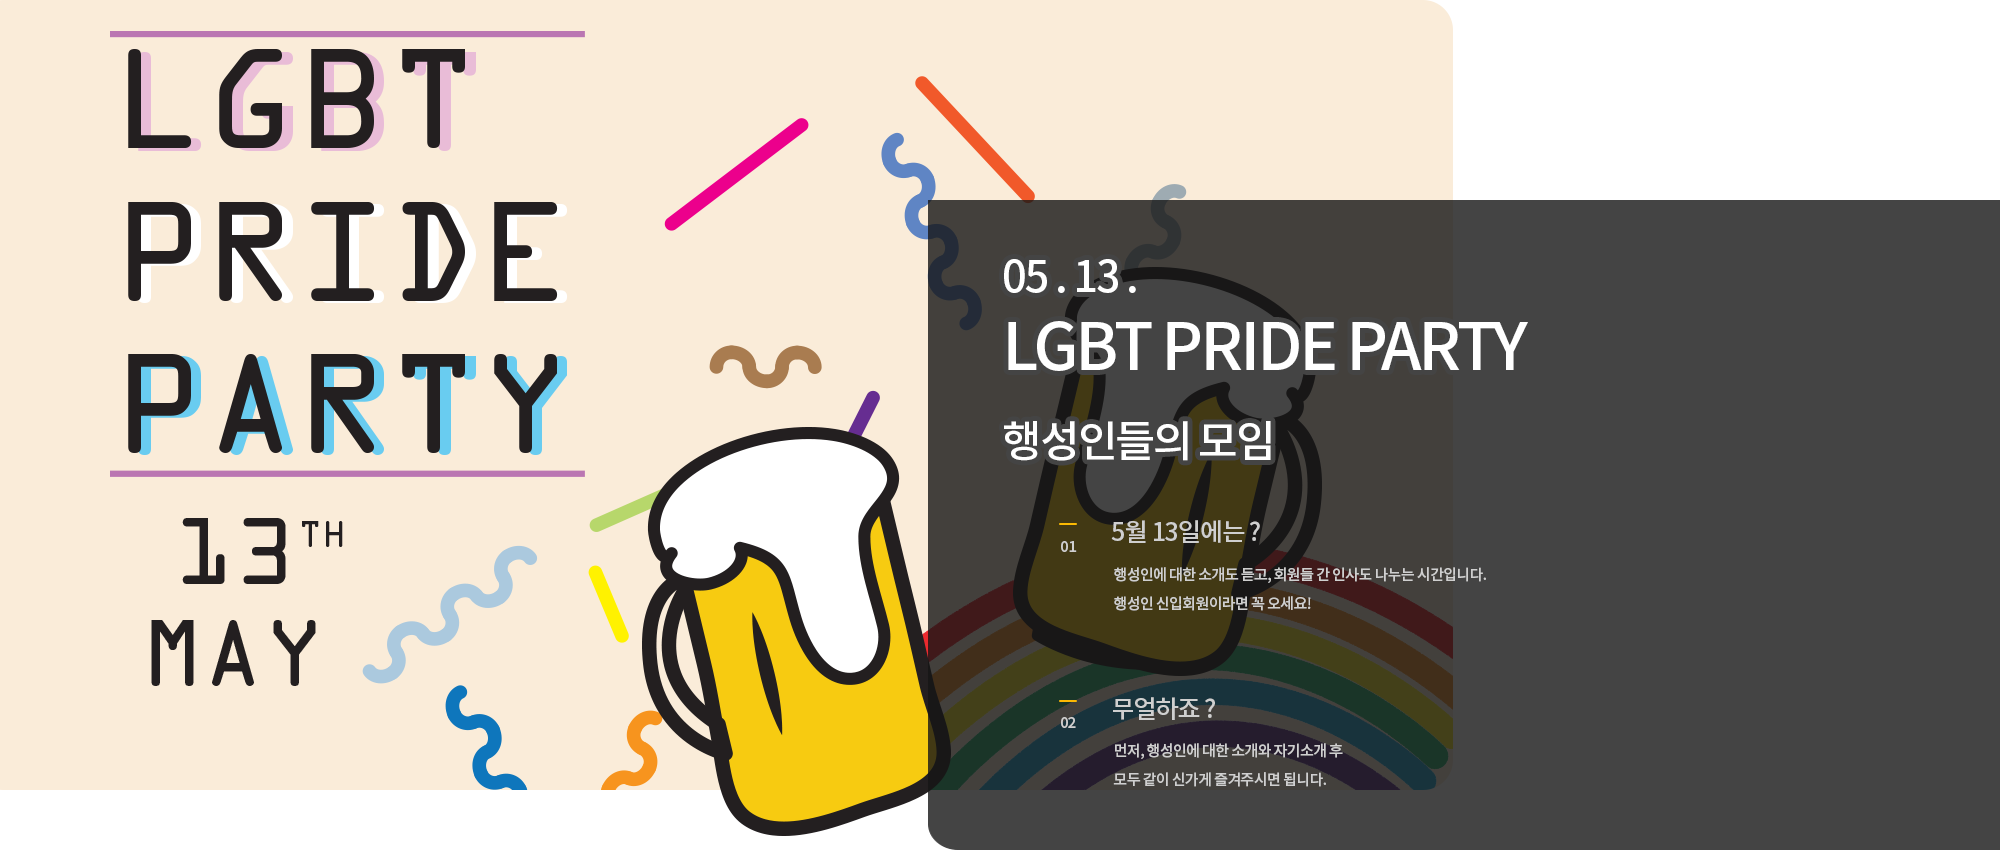 LGBT
PRIDE
PARTY
13TH
MAY
05 . 13 .
LGBT PRIDE PARTY
행성인들의 모임
01
5월 13일에는 ?
행성인에 대한 소개도 듣고, 회원들 간 인사도 나누는 시간입니다.
행성인 신입회원이라면 꼭 오세요!
02
무얼하죠 ?
먼저, 행성인에 대한 소개와 자기소개 후
모두 같이 신가게 즐겨주시면 됩니다.